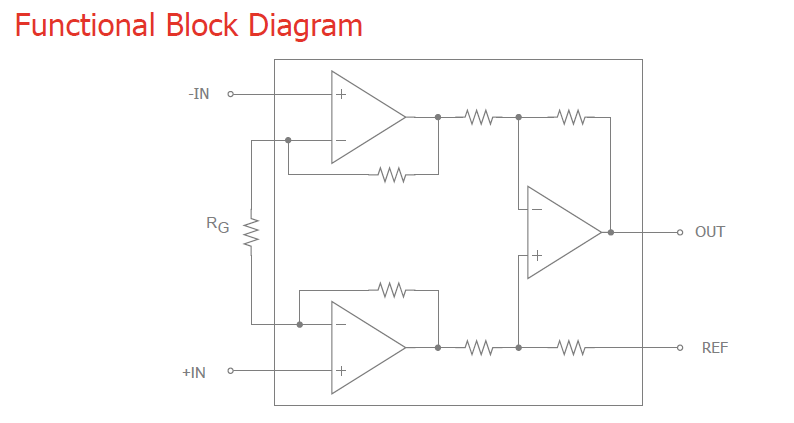 Functional Block Diagram
-IN
+
−
RG
−
+
OUT
−
+IN
+
REF